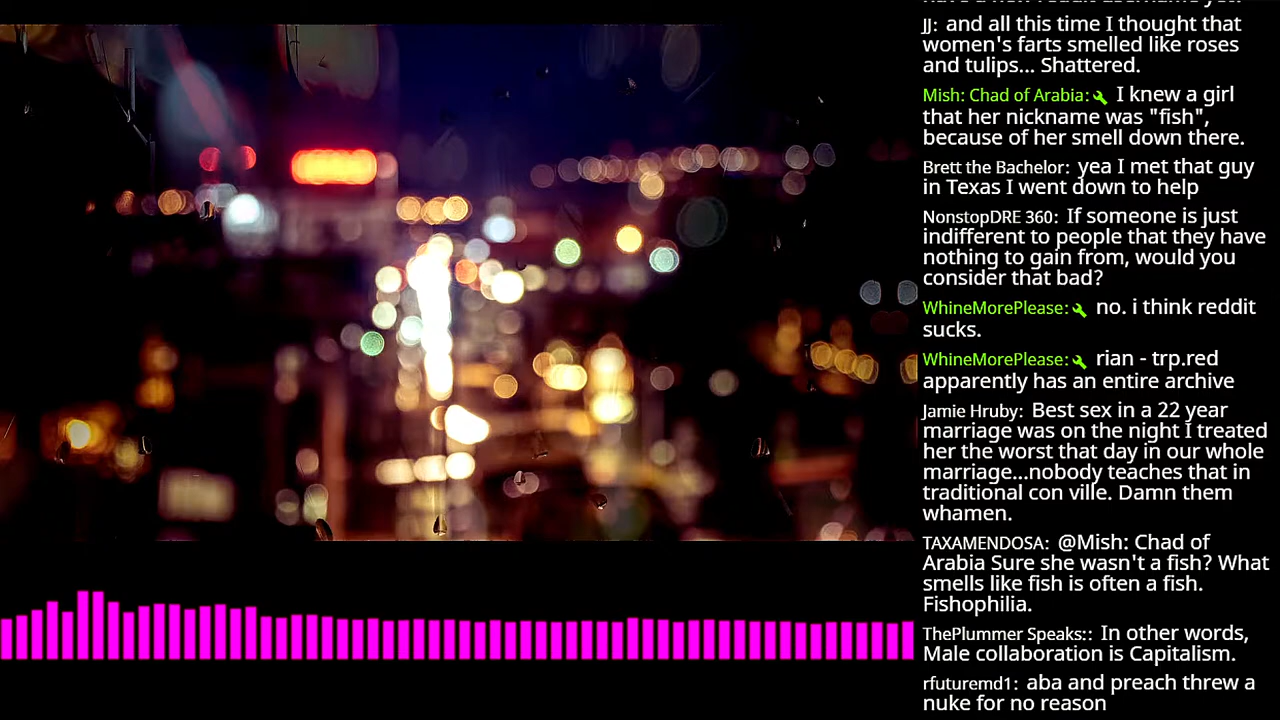 JJ: and all this time I thought that
women's farts smelled like roses
and tulips... Shattered.
Mish: Chad of Arabia: I knew a girl
that her nickname was "fish",
because of her smell down there.
Brett the Bachelor: yea I met that guy
in Texas I went down to help
NonstopDRE 360: If someone is just
indifferent to people that they have
nothing to gain from, would you
consider that bad?
WhineMorePlease: no. i think reddit
sucks.
WhineMorePlease: rian - trp.red
apparently has an entire archive
Jamie Hruby: Best sex in a 22 year
marriage was on the night I treated
her the worst that day in our whole
marriage...nobody teaches that in
traditional con ville. Damn them
whamen.
TAXAMENDOSA: @Mish: Chad of
Arabia Sure she wasn't a fish? What
smells like fish is often a fish.
Fishophilia.
ThePlummer Speaks:: In other words,
Male collaboration is Capitalism.
rfuturemd1: aba and preach threw a
nuke for no reason